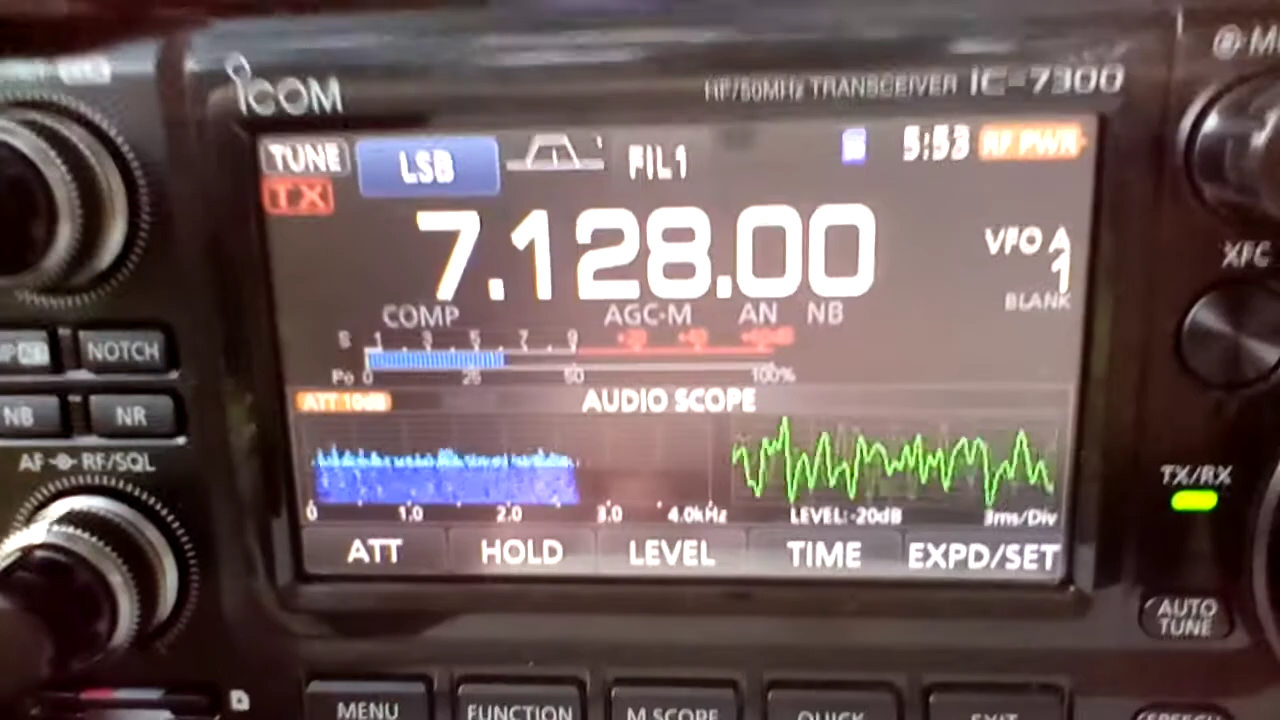 ICOM
HF/50MHz TRANSCEIVER IC-7300
TUNE LSB FIL1 5:53 RF PWR
TX
7.128.00
VFO A
1
BLANK
COMP AGC-M AN NB
S 1 3 5 7 9 +20 +40 +60dB
Po 0 25 50 100%
ATT 10dB AUDIO SCOPE
0 1.0 2.0 3.0 4.0kHz LEVEL:-20dB 3ms/Div
ATT HOLD LEVEL TIME EXPD/SET
NOTCH
NB NR
AF RF/SQL
XFC
TX/RX
AUTO
TUNE
MENU FUNCTION M.SCOPE QUICK EXIT